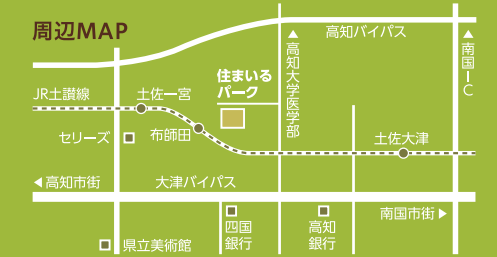 周辺MAP
高知バイパス
▲高知大学医学部
▲南国IC
住まいる
パーク
JR土讃線
土佐一宮
セリーズ
布師田
土佐大津
◀高知市街
大津バイパス
南国市街▶
四国
銀行
高知
銀行
県立美術館